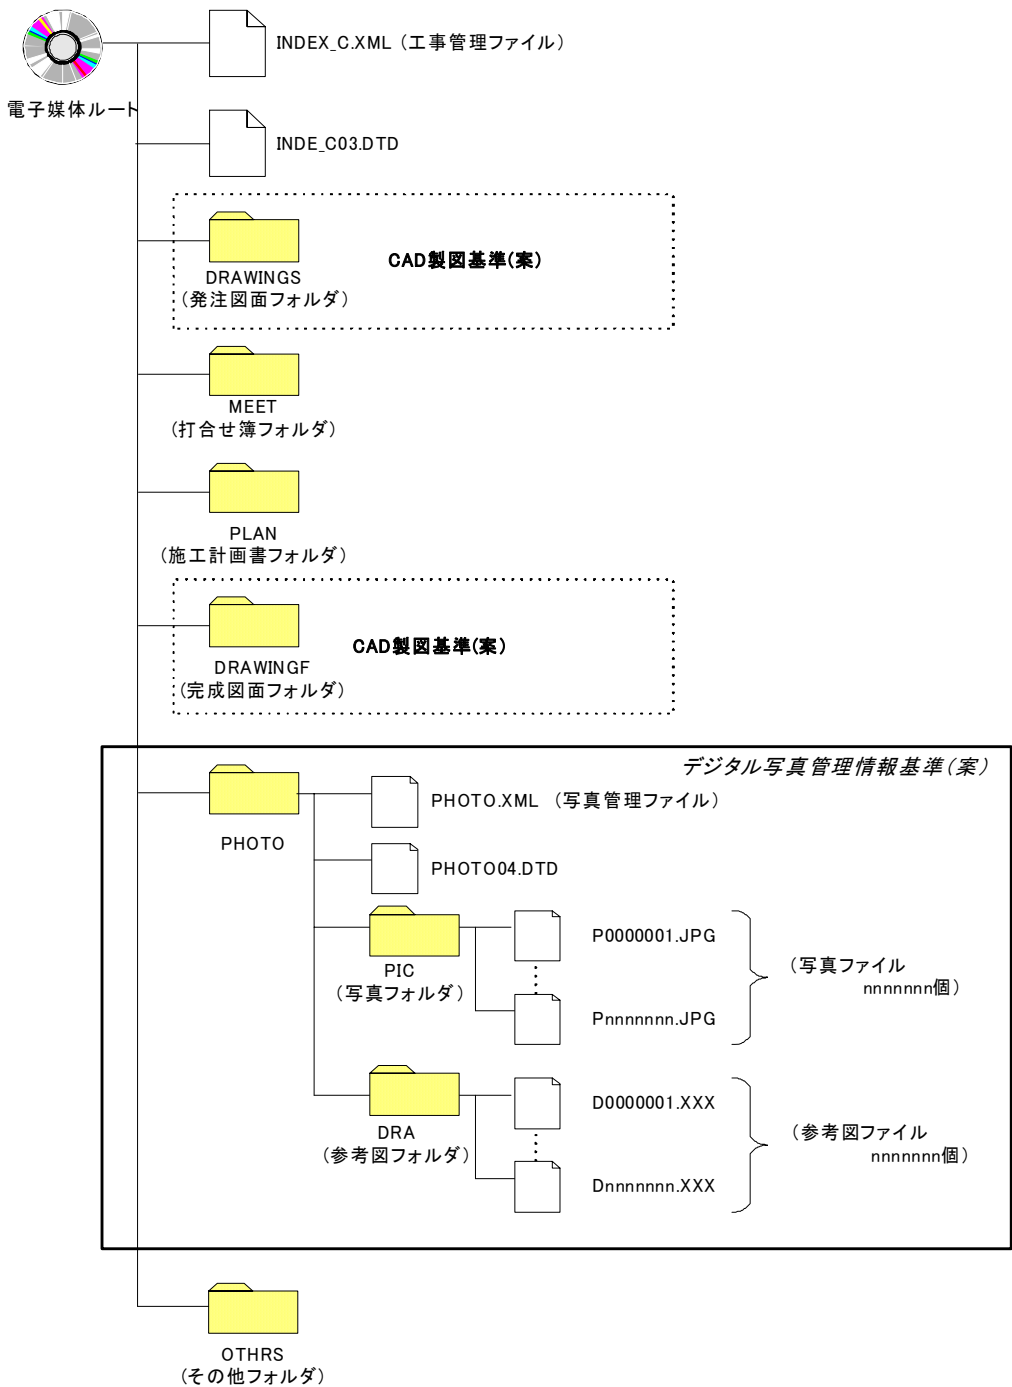 INDEX_C.XML（工事管理ファイル）
電子媒体ルート
INDE_C03.DTD
CAD製図基準(案)
DRAWINGS
（発注図面フォルダ）
MEET
（打合せ簿フォルダ）
PLAN
（施工計画書フォルダ）
CAD製図基準(案)
DRAWINGF
（完成図面フォルダ）
デジタル写真管理情報基準（案）
PHOTO.XML （写真管理ファイル）
PHOTO
PHOTO04.DTD
P0000001.JPG
PIC
（写真フォルダ）
（写真ファイル
nnnnnnn個）
Pnnnnnnn.JPG
D0000001.XXX
DRA
（参考図フォルダ）
（参考図ファイル
nnnnnnn個）
Dnnnnnnn.XXX
OTHRS
（その他フォルダ）